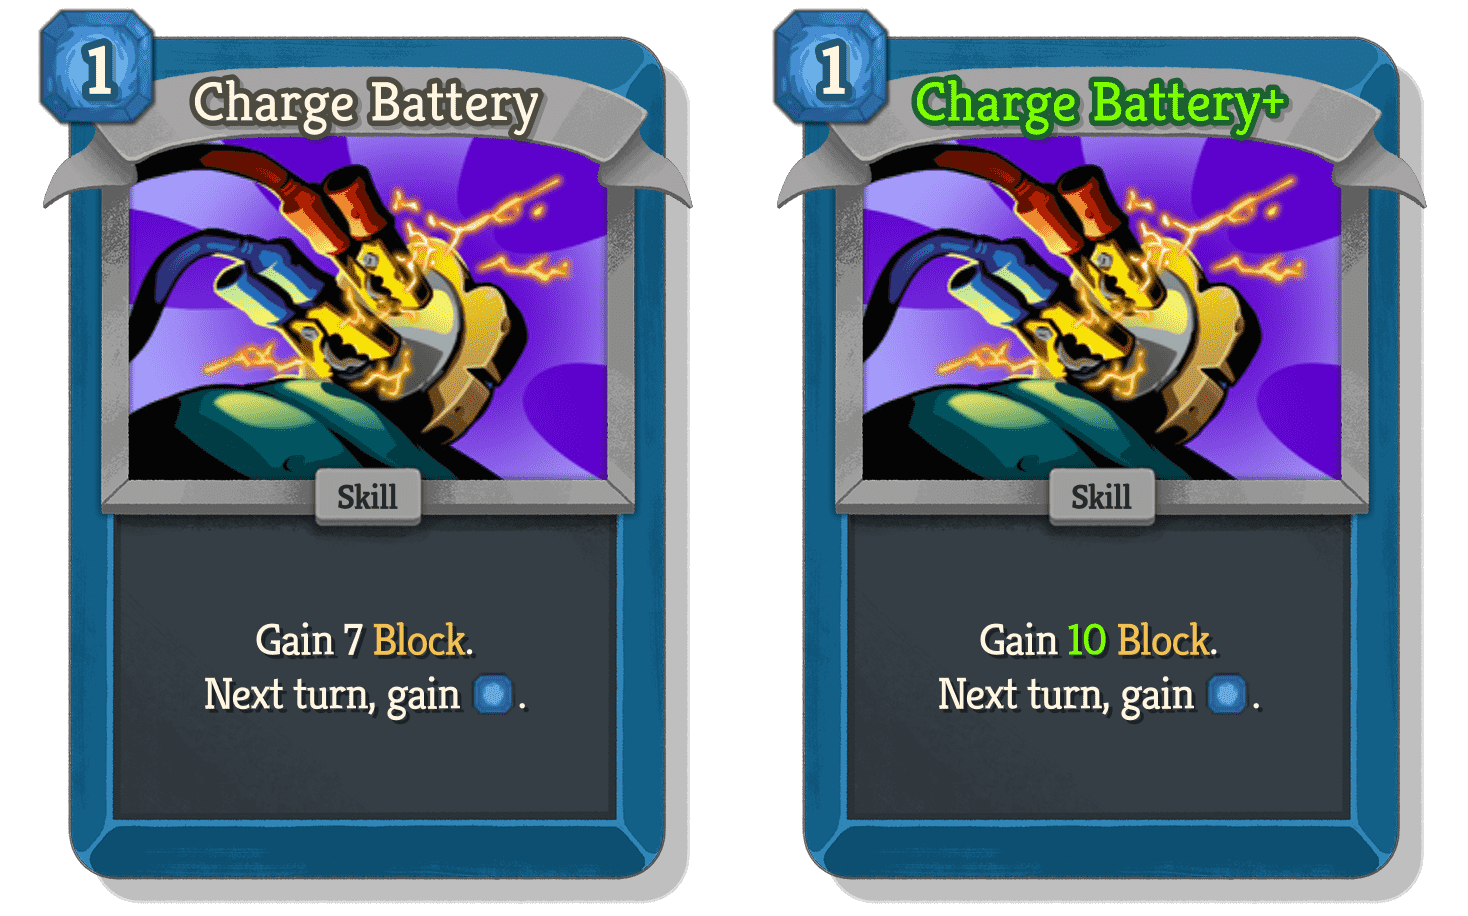 1
Charge Battery
Skill
Gain 7 Block.
Next turn, gain .
1
Charge Battery+
Skill
Gain 10 Block.
Next turn, gain .